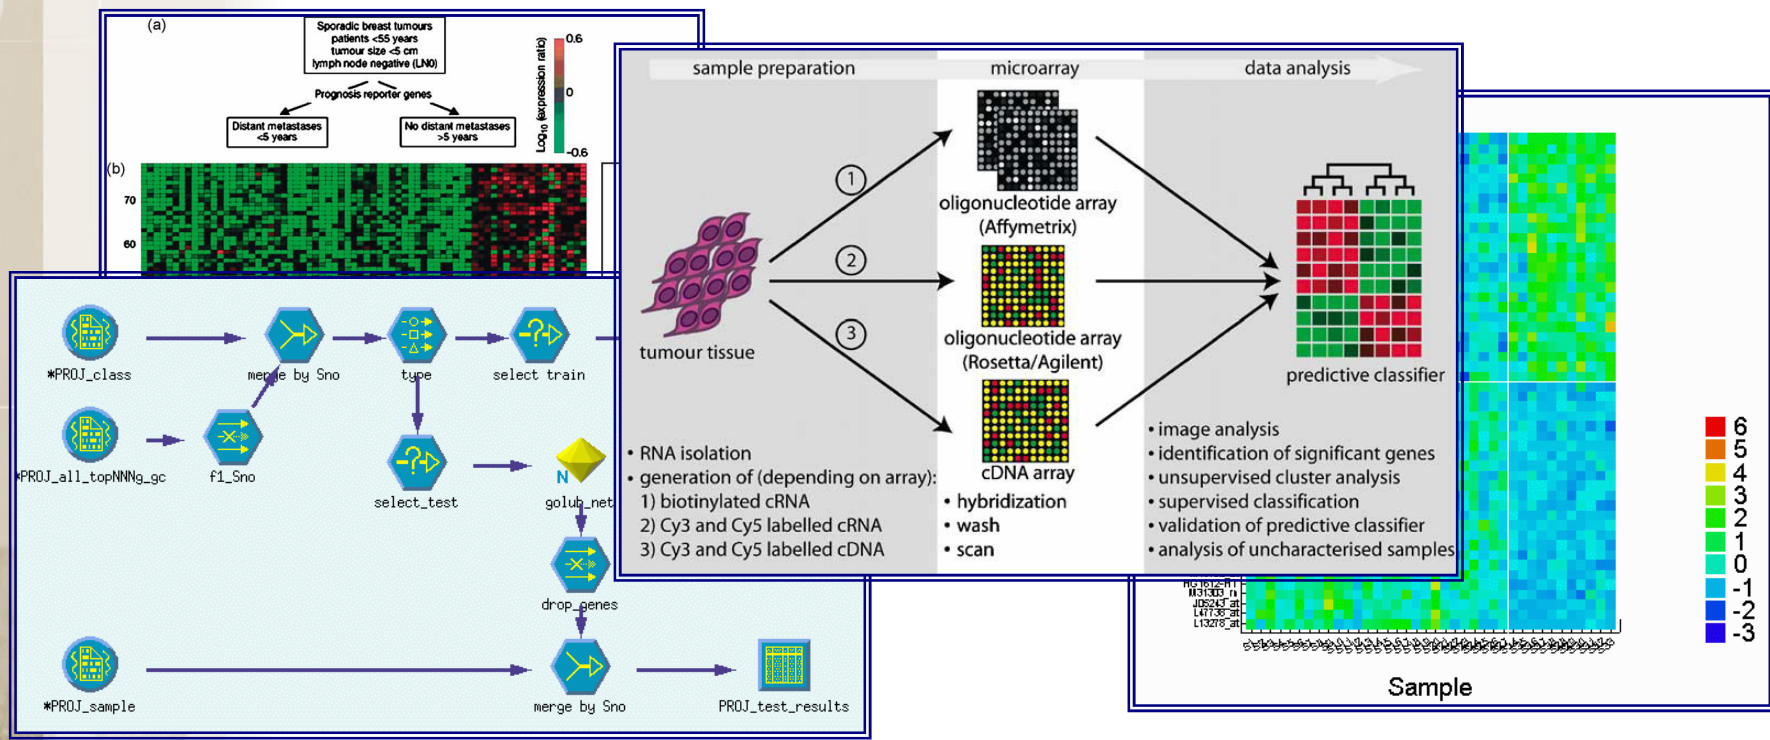 (a)
Sporadic breast tumours
patients <55 years
tumour size <5 cm
lymph node negative (LN0)
Prognosis reporter genes
Distant metastases
<5 years
No distant metastases
>5 years
Log10 (expression ratio)
0.6
0
-0.6
(b)
70
60
sample preparation
microarray
data analysis
1
2
3
tumour tissue
oligonucleotide array
(Affymetrix)
oligonucleotide array
(Rosetta/Agilent)
cDNA array
predictive classifier
• RNA isolation
• generation of (depending on array):
1) biotinylated cRNA
2) Cy3 and Cy5 labelled cRNA
3) Cy3 and Cy5 labelled cDNA
• hybridization
• wash
• scan
• image analysis
• identification of significant genes
• unsupervised cluster analysis
• supervised classification
• validation of predictive classifier
• analysis of uncharacterised samples
*PROJ_class
merge by Sno
type
select train
*PROJ_all_topNNNg_gc
f1_Sno
select_test
N
golub_net
drop_genes
*PROJ_sample
merge by Sno
PROJ_test_results
J05243_at
L47738_at
L13278_at
Sample
6
5
4
3
2
1
0
-1
-2
-3